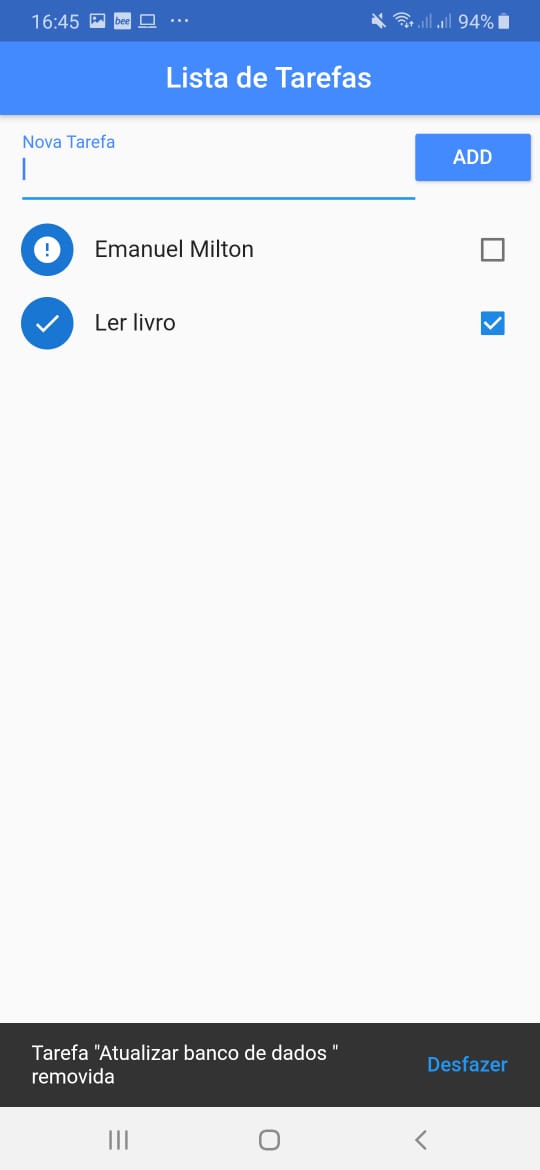 16:45 bee ... 94%
Lista de Tarefas
Nova Tarefa
ADD
Emanuel Milton
Ler livro
Tarefa "Atualizar banco de dados "
removida
Desfazer